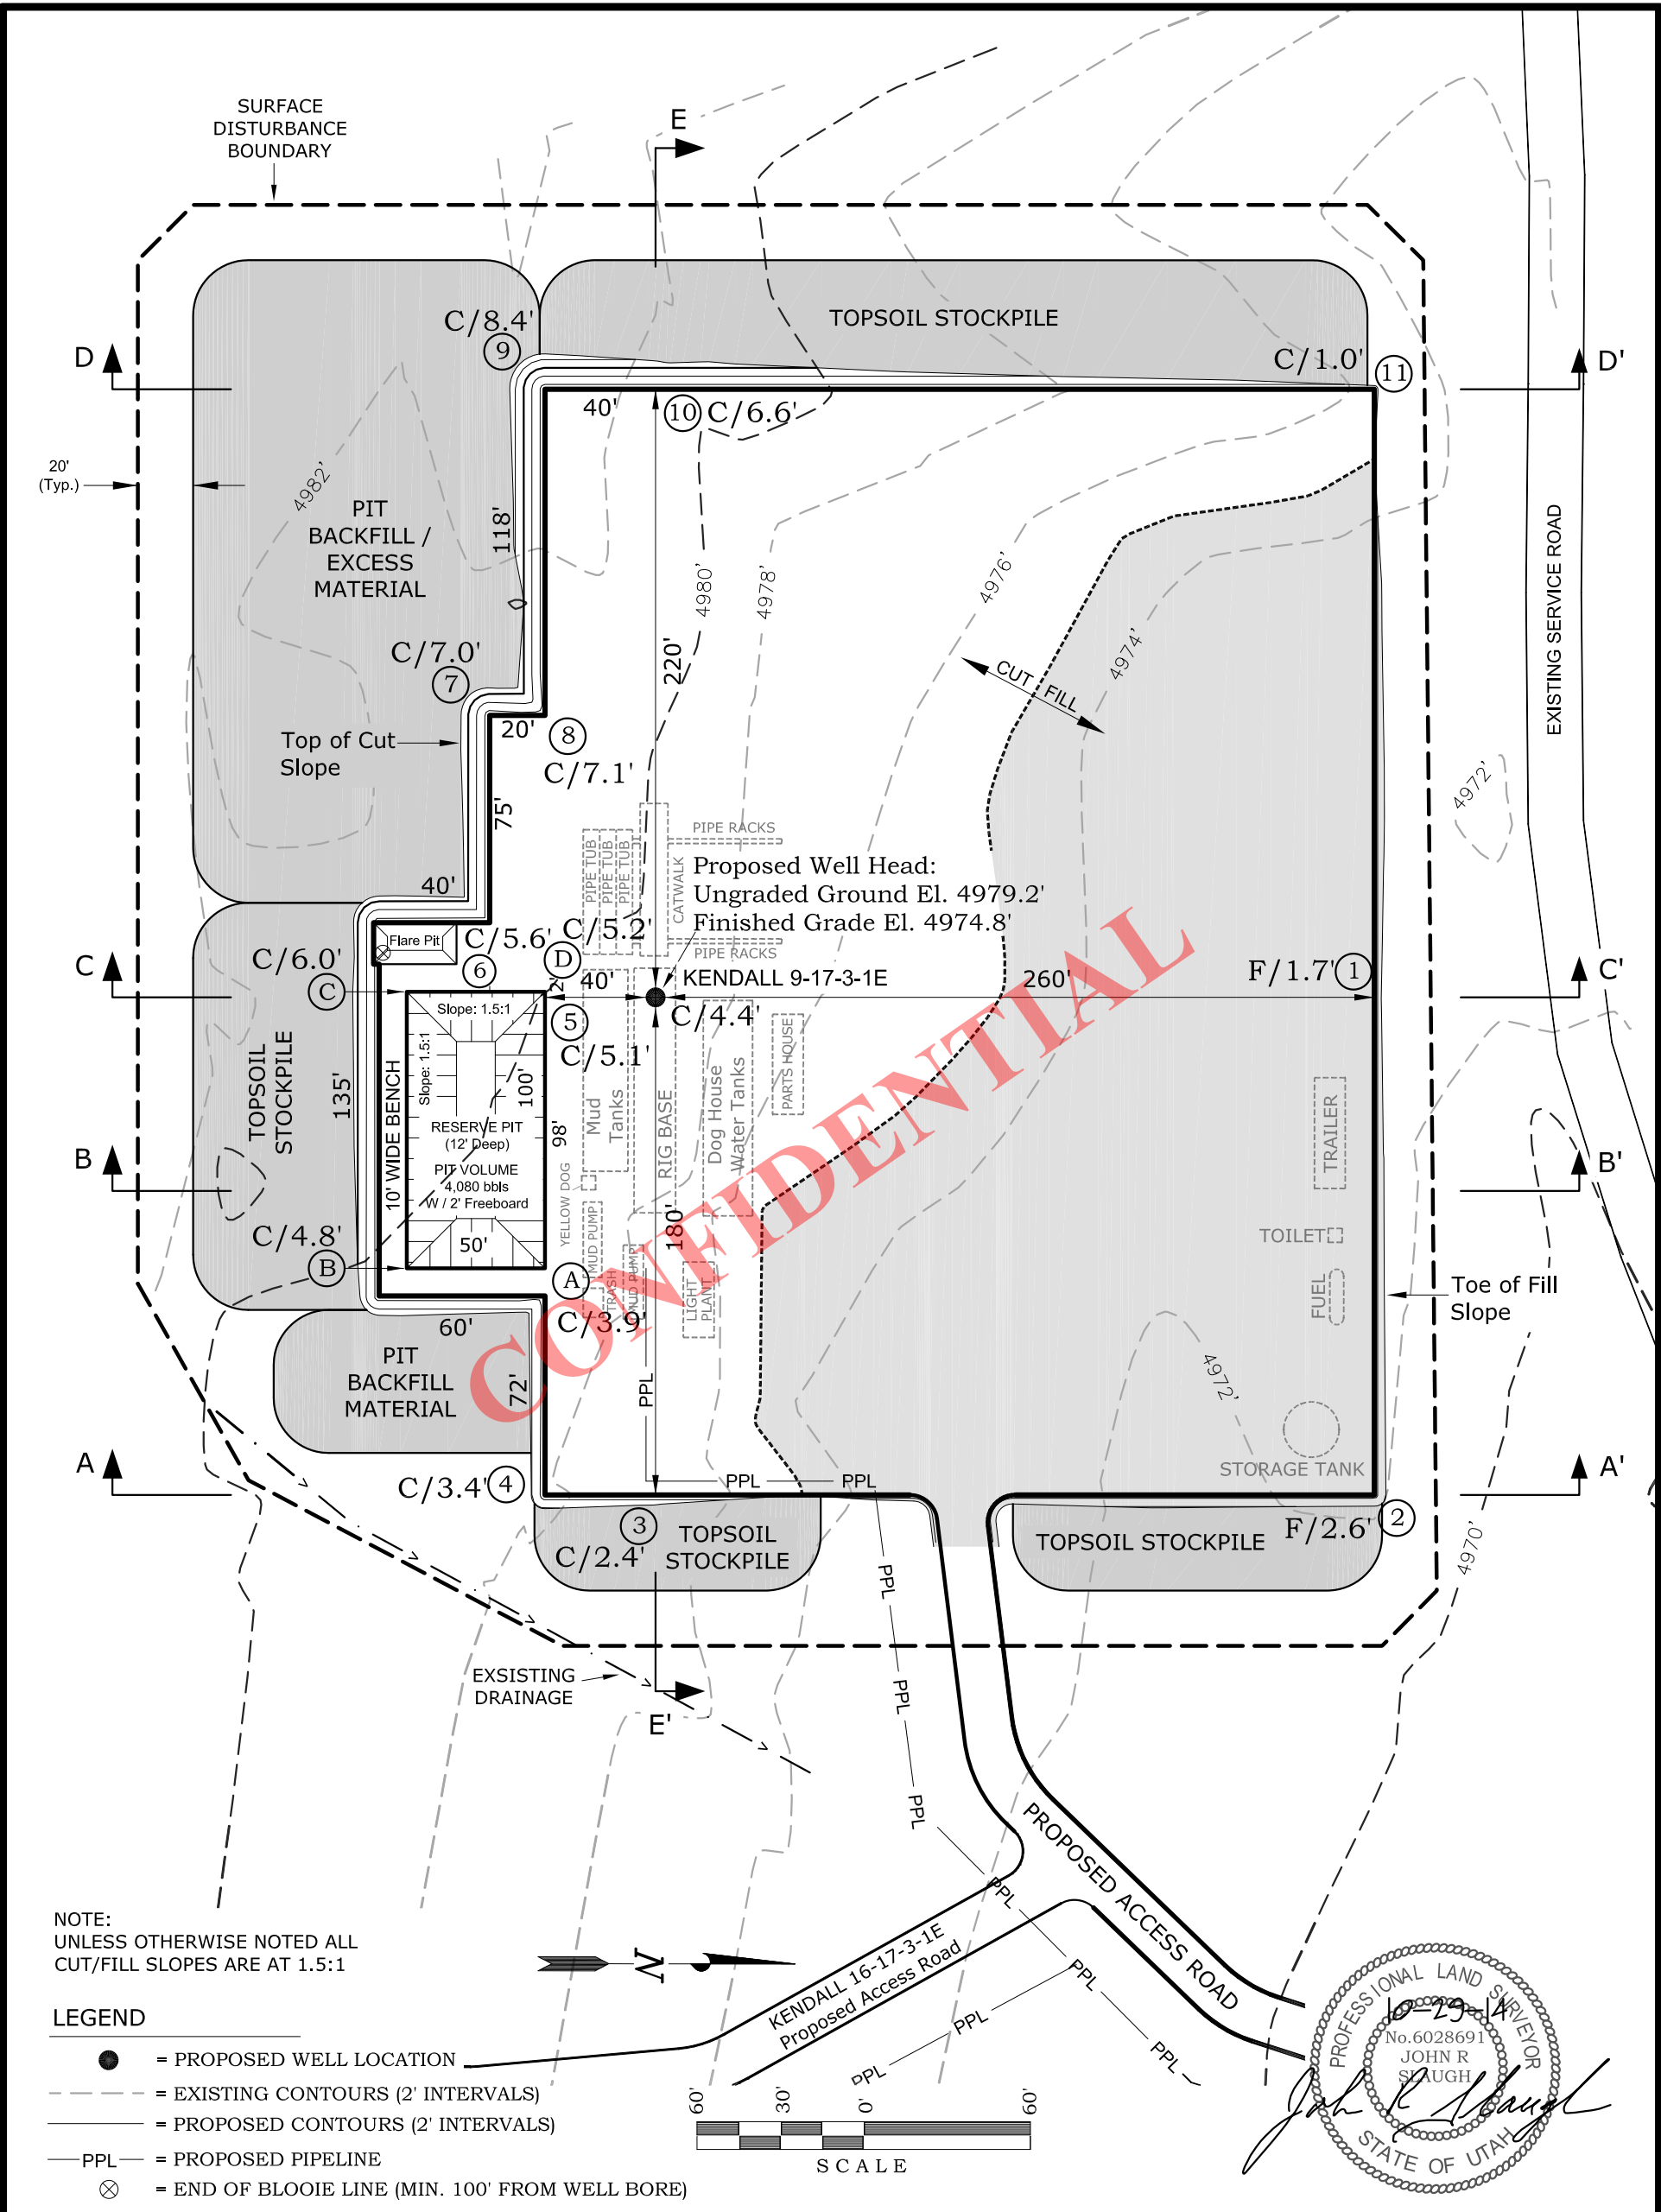 SURFACE
DISTURBANCE
BOUNDARY
E
TOPSOIL STOCKPILE
C/8.4'
9
C/1.0'
11
D
D'
40'
10
C/6.6'
20'
(Typ.)
4982'
PIT
BACKFILL /
EXCESS
MATERIAL
118'
4980'
4978'
4976'
4974'
EXISTING SERVICE ROAD
C/7.0'
7
220'
CUT
FILL
Top of Cut
Slope
20'
8
C/7.1'
75'
4972'
PIPE RACKS
PIPE TUB
PIPE TUB
PIPE TUB
CATWALK
Proposed Well Head:
Ungraded Ground El. 4979.2'
Finished Grade El. 4974.8'
PIPE RACKS
40'
Flare Pit
C/5.6'
6
C/5.2'
D
C
C/6.0'
C
2'
40'
KENDALL 9-17-3-1E
260'
F/1.7'
1
C'
C/4.4'
5
C/5.1'
Slope: 1.5:1
Slope: 1.5:1
TOPSOIL
STOCKPILE
135'
10' WIDE BENCH
100'
RESERVE PIT
(12' Deep)
PIT VOLUME
4,080 bbls
W / 2' Freeboard
50'
98'
Mud
Tanks
RIG BASE
Dog House
Water Tanks
PARTS HOUSE
TRAILER
B
B'
YELLOW DOG
MUD PUMP
TRASH
MUD PUMP
180'
LIGHT
PLANT
TOILET
FUEL
C/4.8'
B
A
C/3.9'
Toe of Fill
Slope
60'
PIT
BACKFILL
MATERIAL
72'
PPL
4972'
CONFIDENTIAL
STORAGE TANK
A
A'
C/3.4'
4
PPL
PPL
3
C/2.4'
TOPSOIL
STOCKPILE
TOPSOIL STOCKPILE
F/2.6'
2
4970'
PPL
EXSISTING
DRAINAGE
E'
PPL
PPL
PPL
PROPOSED ACCESS ROAD
KENDALL 16-17-3-1E
Proposed Access Road
PPL
PPL
PPL
PPL
NOTE:
UNLESS OTHERWISE NOTED ALL
CUT/FILL SLOPES ARE AT 1.5:1
N
LEGEND
= PROPOSED WELL LOCATION
= EXISTING CONTOURS (2' INTERVALS)
= PROPOSED CONTOURS (2' INTERVALS)
PPL = PROPOSED PIPELINE
= END OF BLOOIE LINE (MIN. 100' FROM WELL BORE)
60' 30' 0' 60'
SCALE
PROFESSIONAL LAND SURVEYOR
10-29-14
No.6028691
JOHN R
SLAUGH
John R Slaugh
STATE OF UTAH